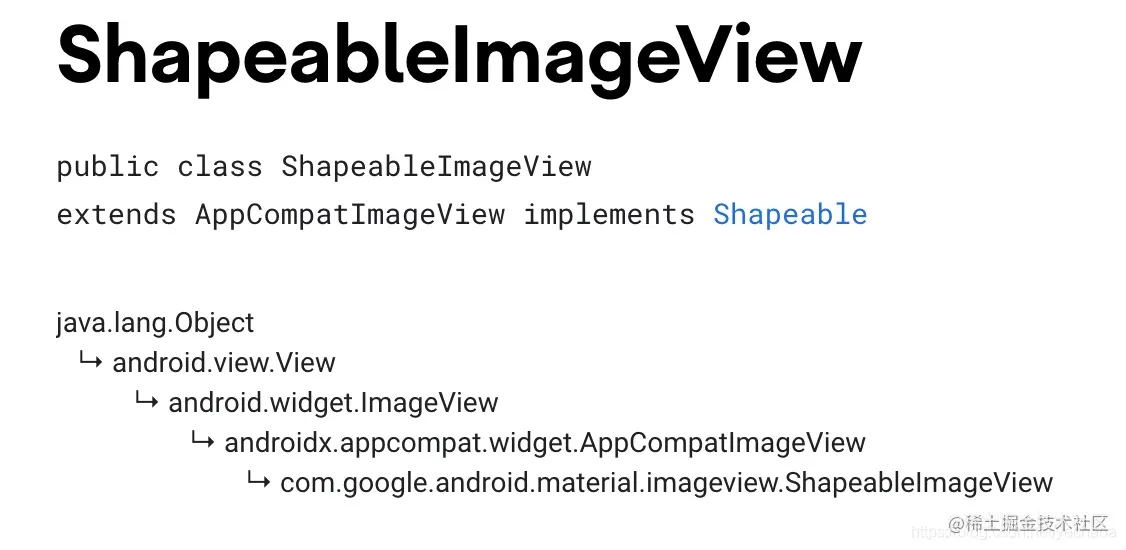 ShapeableImageView
public class ShapeableImageView
extends AppCompatImageView implements Shapeable
java.lang.Object
↳ android.view.View
↳ android.widget.ImageView
↳ androidx.appcompat.widget.AppCompatImageView
↳ com.google.android.material.imageview.ShapeableImageView
@稀土掘金技术社区